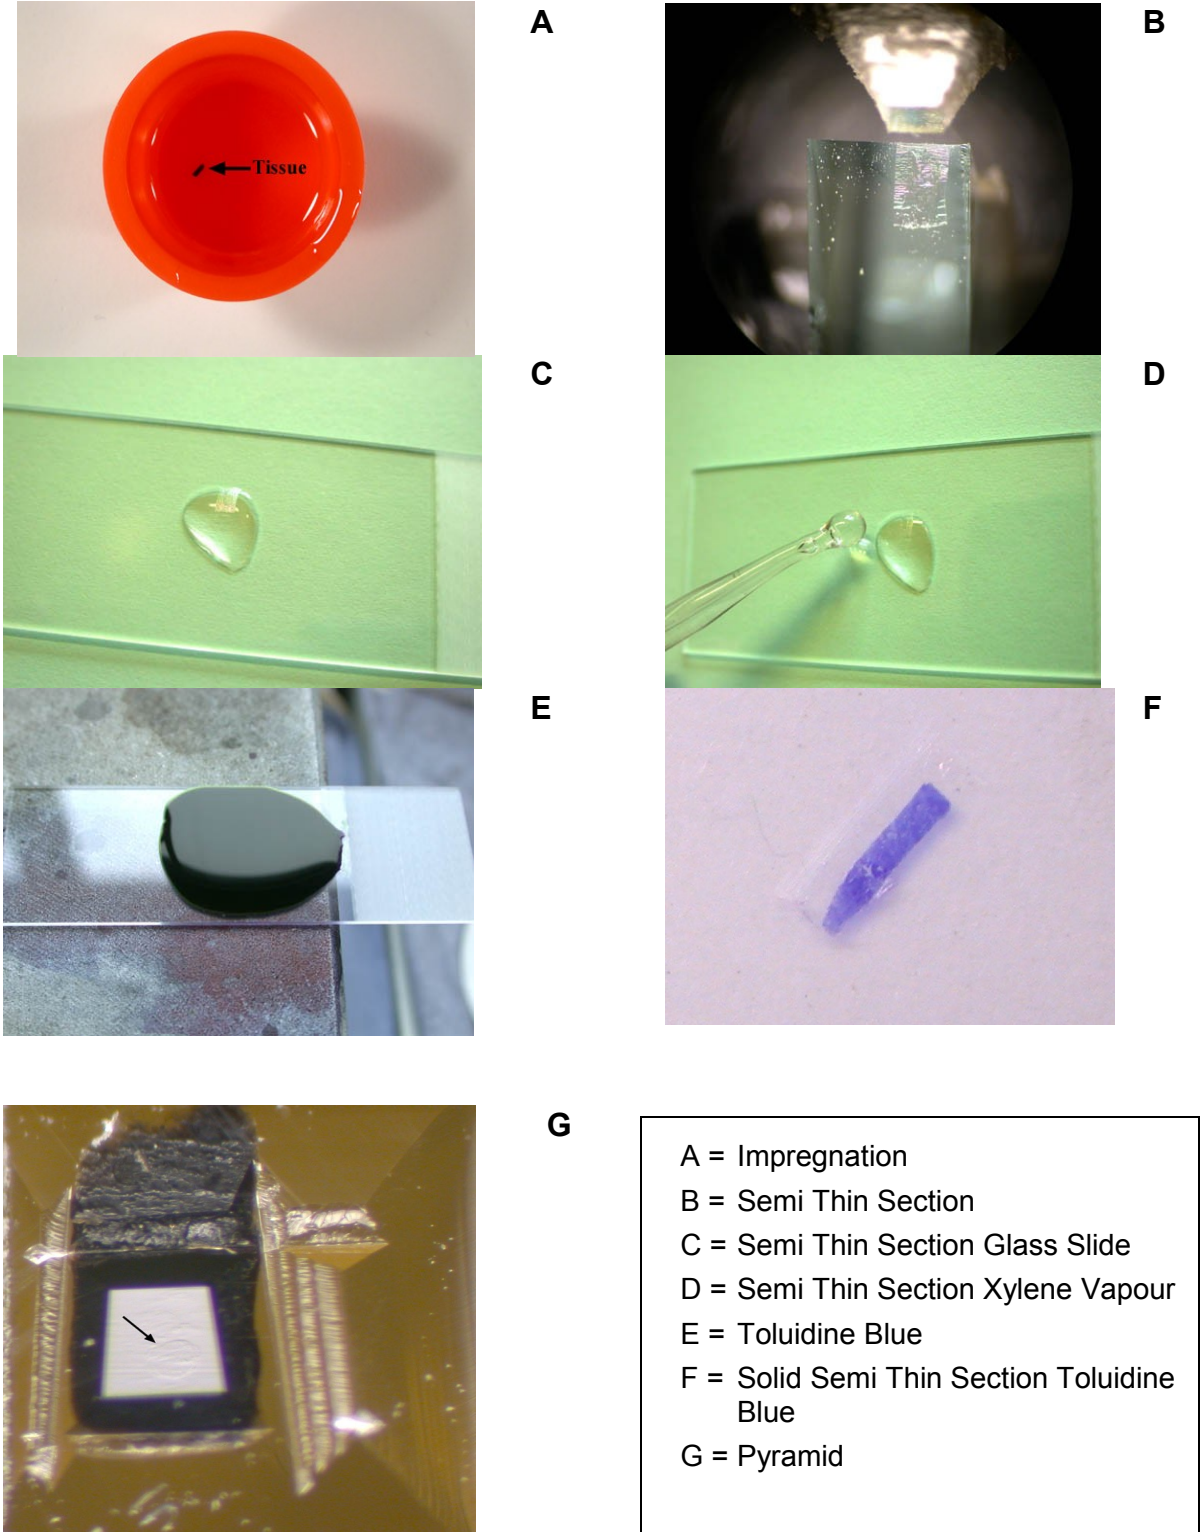 A
B
Tissue
C
D
E
F
G
A = Impregnation
B = Semi Thin Section
C = Semi Thin Section Glass Slide
D = Semi Thin Section Xylene Vapour
E = Toluidine Blue
F = Solid Semi Thin Section Toluidine
Blue
G = Pyramid